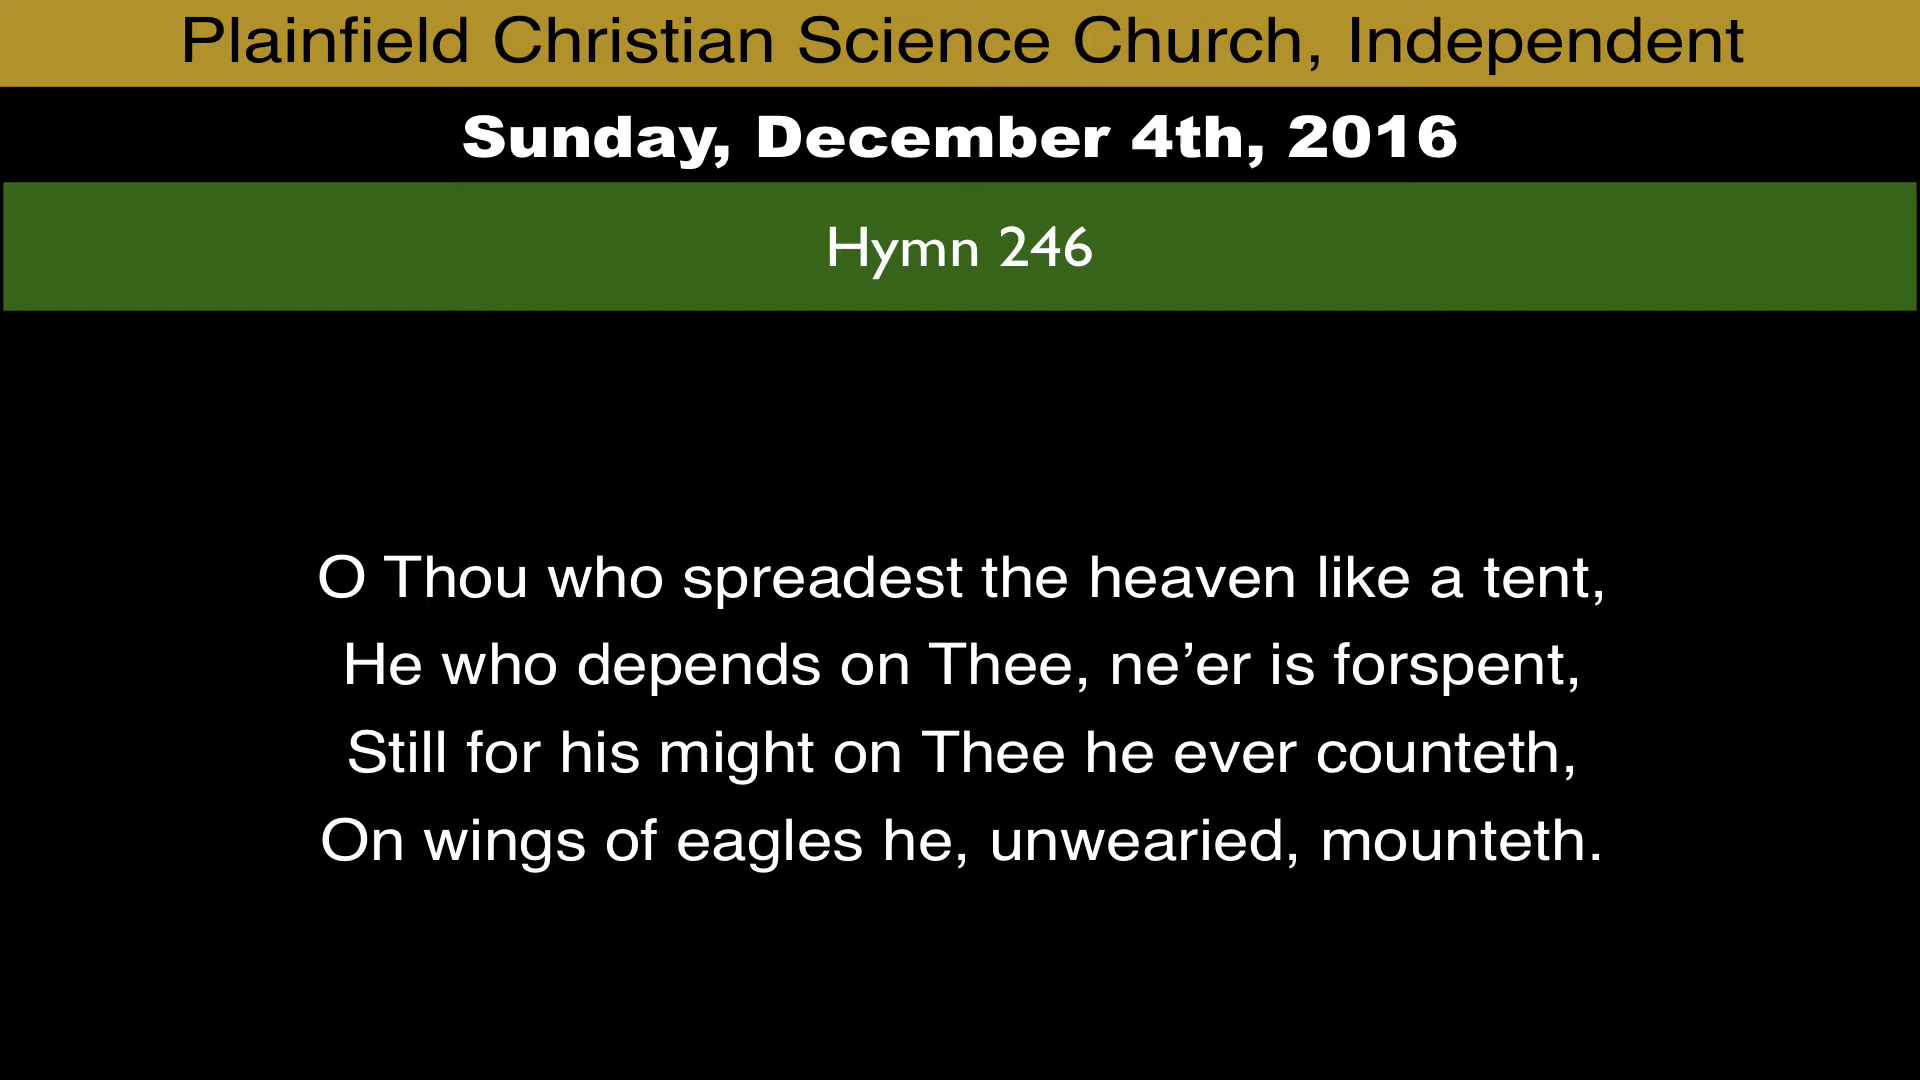 Plainfield Christian Science Church, Independent
Sunday, December 4th, 2016
Hymn 246
O Thou who spreadest the heaven like a tent,
He who depends on Thee, ne’er is forspent,
Still for his might on Thee he ever counteth,
On wings of eagles he, unwearied, mounteth.